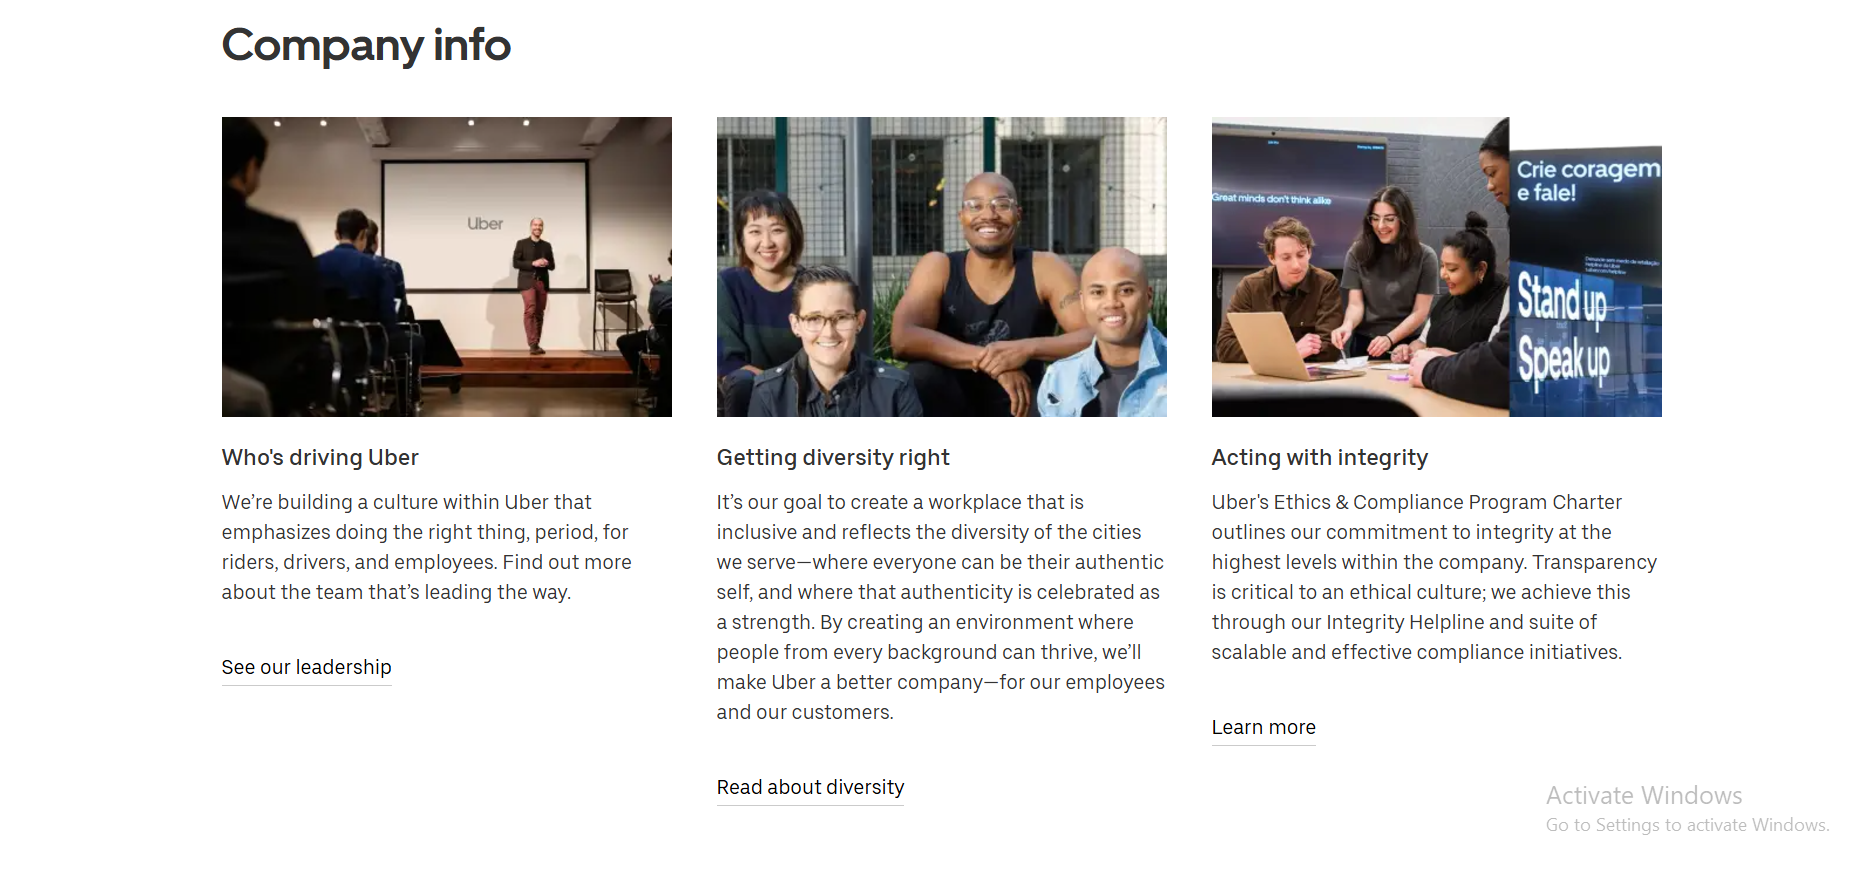 Company info
Uber
7
Great minds don't think alike
Crie coragem
e fale!
Stand up
Speak up
Who's driving Uber
We're building a culture within Uber that
emphasizes doing the right thing, period, for
riders, drivers, and employees. Find out more
about the team that's leading the way.
See our leadership
Getting diversity right
It's our goal to create a workplace that is
inclusive and reflects the diversity of the cities
we serve—where everyone can be their authentic
self, and where that authenticity is celebrated as
a strength. By creating an environment where
people from every background can thrive, we'll
make Uber a better company—for our employees
and our customers.
Read about diversity
Acting with integrity
Uber's Ethics & Compliance Program Charter
outlines our commitment to integrity at the
highest levels within the company. Transparency
is critical to an ethical culture; we achieve this
through our Integrity Helpline and suite of
scalable and effective compliance initiatives.
Learn more
Activate Windows
Go to Settings to activate Windows.